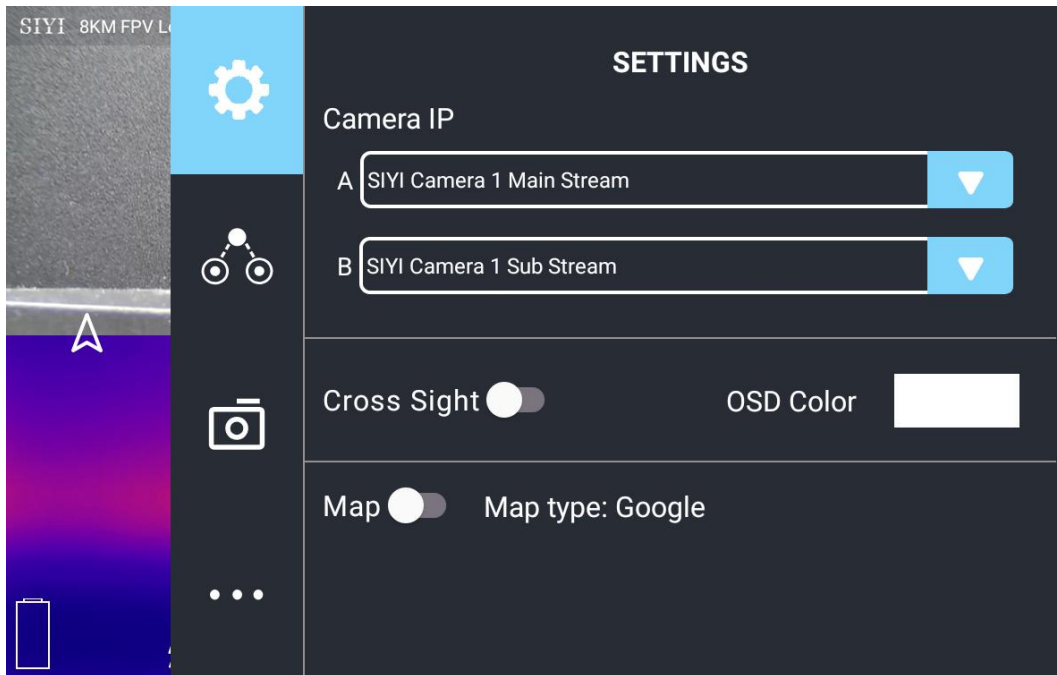 SIYI 8KM FPV
SETTINGS
Camera IP
A SIYI Camera 1 Main Stream
B SIYI Camera 1 Sub Stream
Cross Sight
OSD Color
Map
Map type: Google